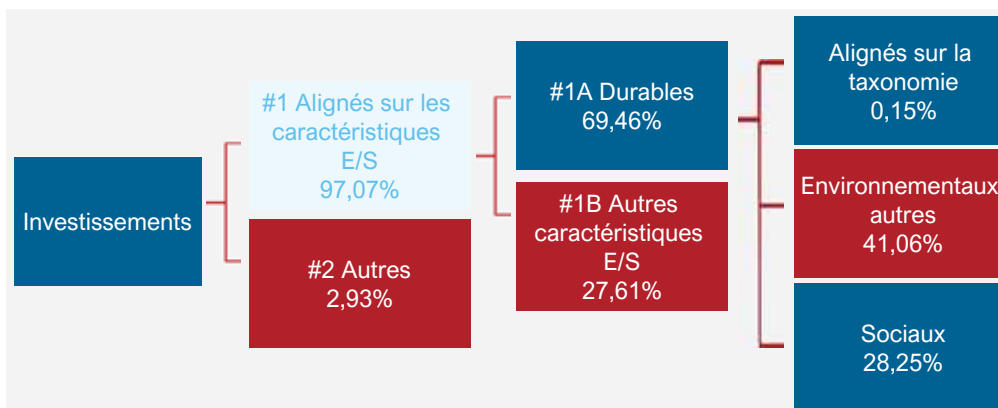 Investissements
#1 Alignés sur les
caractéristiques
E/S
97,07%
#2 Autres
2,93%
#1A Durables
69,46%
#1B Autres
caractéristiques
E/S
27,61%
Alignés sur la
taxonomie
0,15%
Environnementaux
autres
41,06%
Sociaux
28,25%